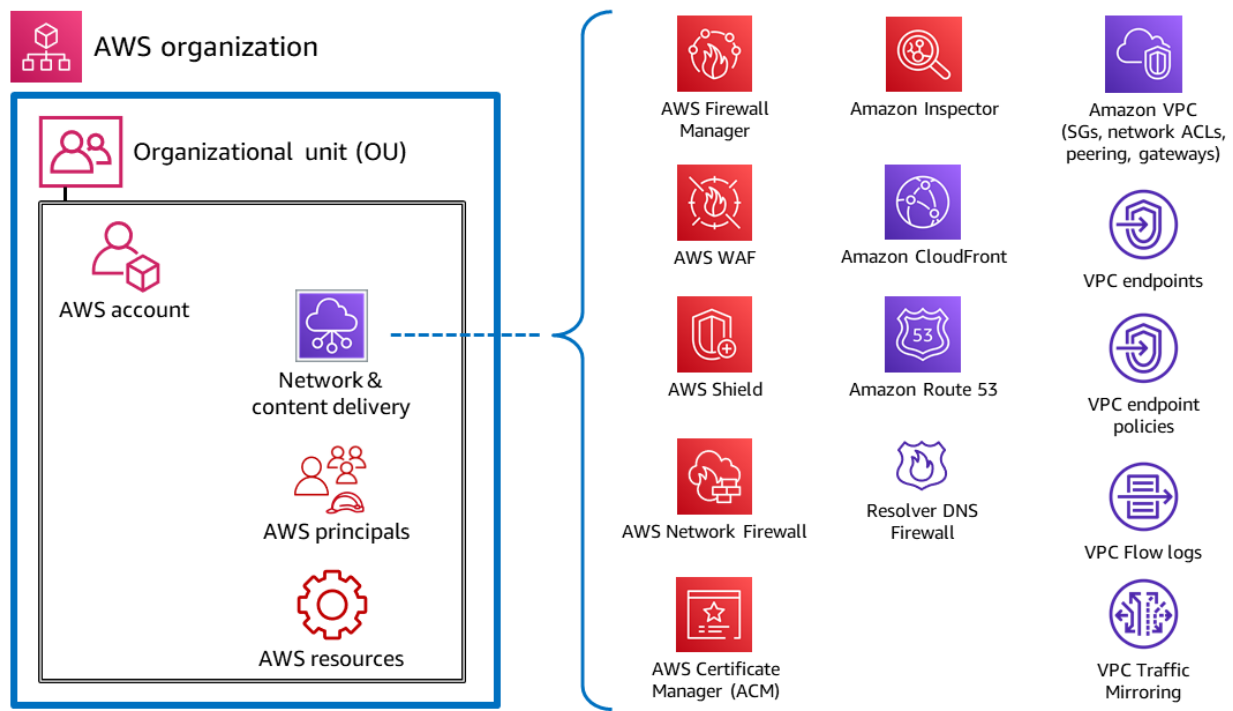 AWS organization
Organizational unit (OU)
AWS account
Network &
content delivery
AWS principals
AWS resources
AWS Firewall
Manager
AWS WAF
AWS Shield
AWS Network Firewall
AWS Certificate
Manager (ACM)
Amazon Inspector
Amazon CloudFront
53
Amazon Route 53
Resolver DNS
Firewall
Amazon VPC
(SGs, network ACLs,
peering, gateways)
VPC endpoints
VPC endpoint
policies
VPC Flow logs
VPC Traffic
Mirroring